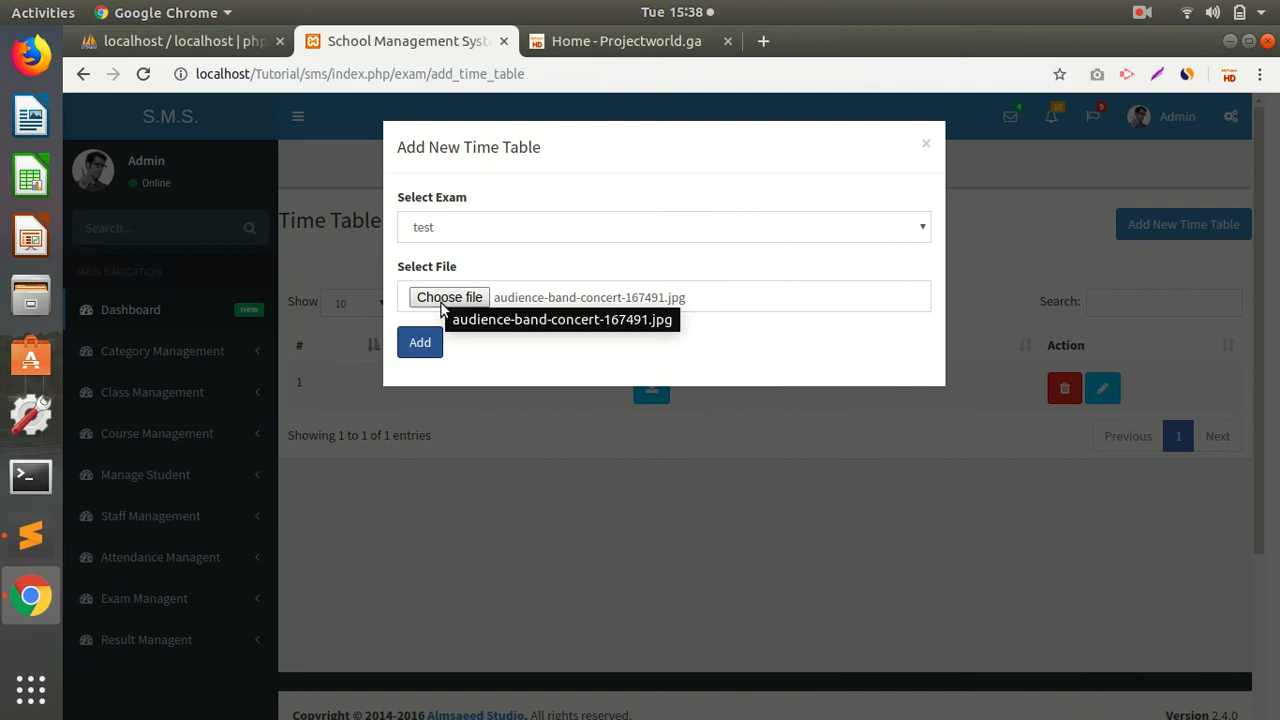 Activities Google Chrome Tue 15:38
localhost / localhost | php School Management Syst Home - Projectworld.ga
localhost/Tutorial/sms/index.php/exam/add_time_table HD
S.M.S. 4 10 9 Admin
Admin
Online
Search...
MAIN NAVIGATION
Dashboard new
Category Management
Class Management
Course Management
Manage Student
Staff Management
Attendance Managent
Exam Managent
Result Managent
Time Table Add New Time Table
Show 10 Search:
# Action
1
Showing 1 to 1 of 1 entries Previous 1 Next
Add New Time Table ×
Select Exam
test
Select File
Choose file audience-band-concert-167491.jpg
audience-band-concert-167491.jpg
Add
Copyright © 2014-2016 Almsaeed Studio. All rights reserved. Version 2.4.0